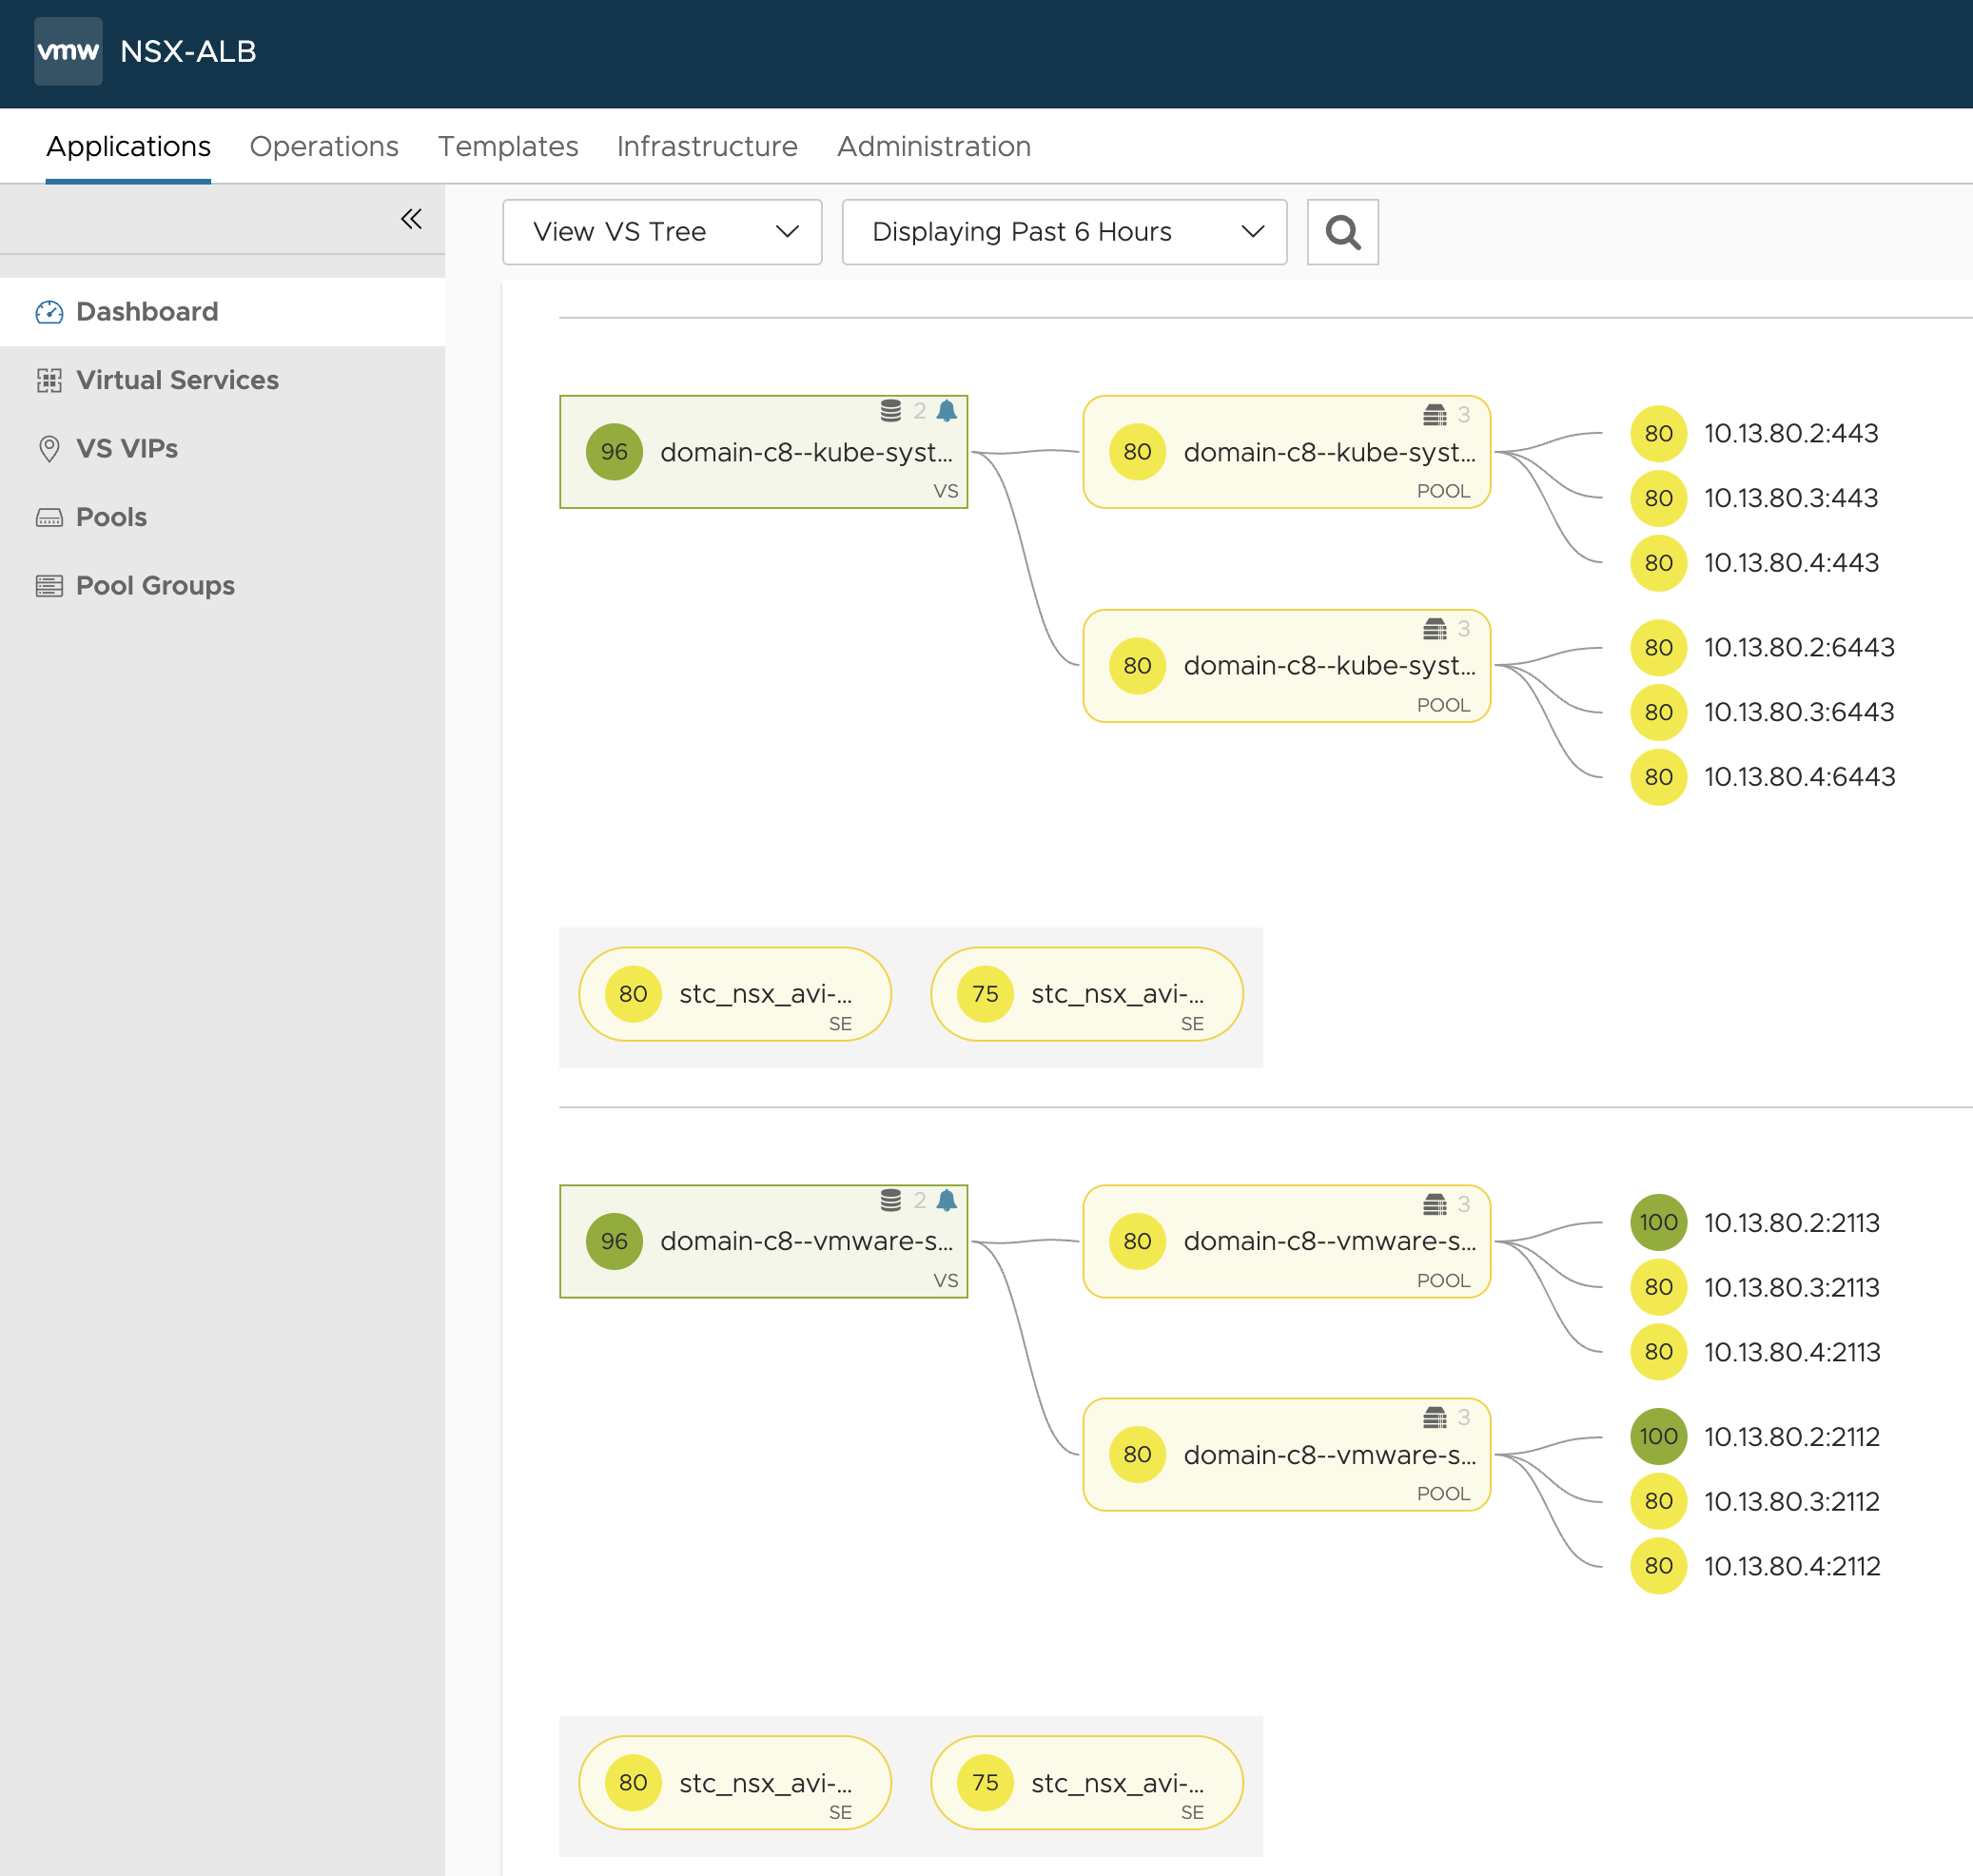 vmw NSX-ALB
Applications Operations Templates Infrastructure Administration
View VS Tree Displaying Past 6 Hours
Dashboard
Virtual Services
VS VIPs
Pools
Pool Groups
2
96 domain-c8--kube-syst...
VS
3
80 domain-c8--kube-syst...
POOL
80 10.13.80.2:443
80 10.13.80.3:443
80 10.13.80.4:443
3
80 domain-c8--kube-syst...
POOL
80 10.13.80.2:6443
80 10.13.80.3:6443
80 10.13.80.4:6443
80 stc_nsx_avi-...
SE
75 stc_nsx_avi-...
SE
2
96 domain-c8--vmware-s...
VS
3
80 domain-c8--vmware-s...
POOL
100 10.13.80.2:2113
80 10.13.80.3:2113
80 10.13.80.4:2113
3
80 domain-c8--vmware-s...
POOL
100 10.13.80.2:2112
80 10.13.80.3:2112
80 10.13.80.4:2112
80 stc_nsx_avi-...
SE
75 stc_nsx_avi-...
SE